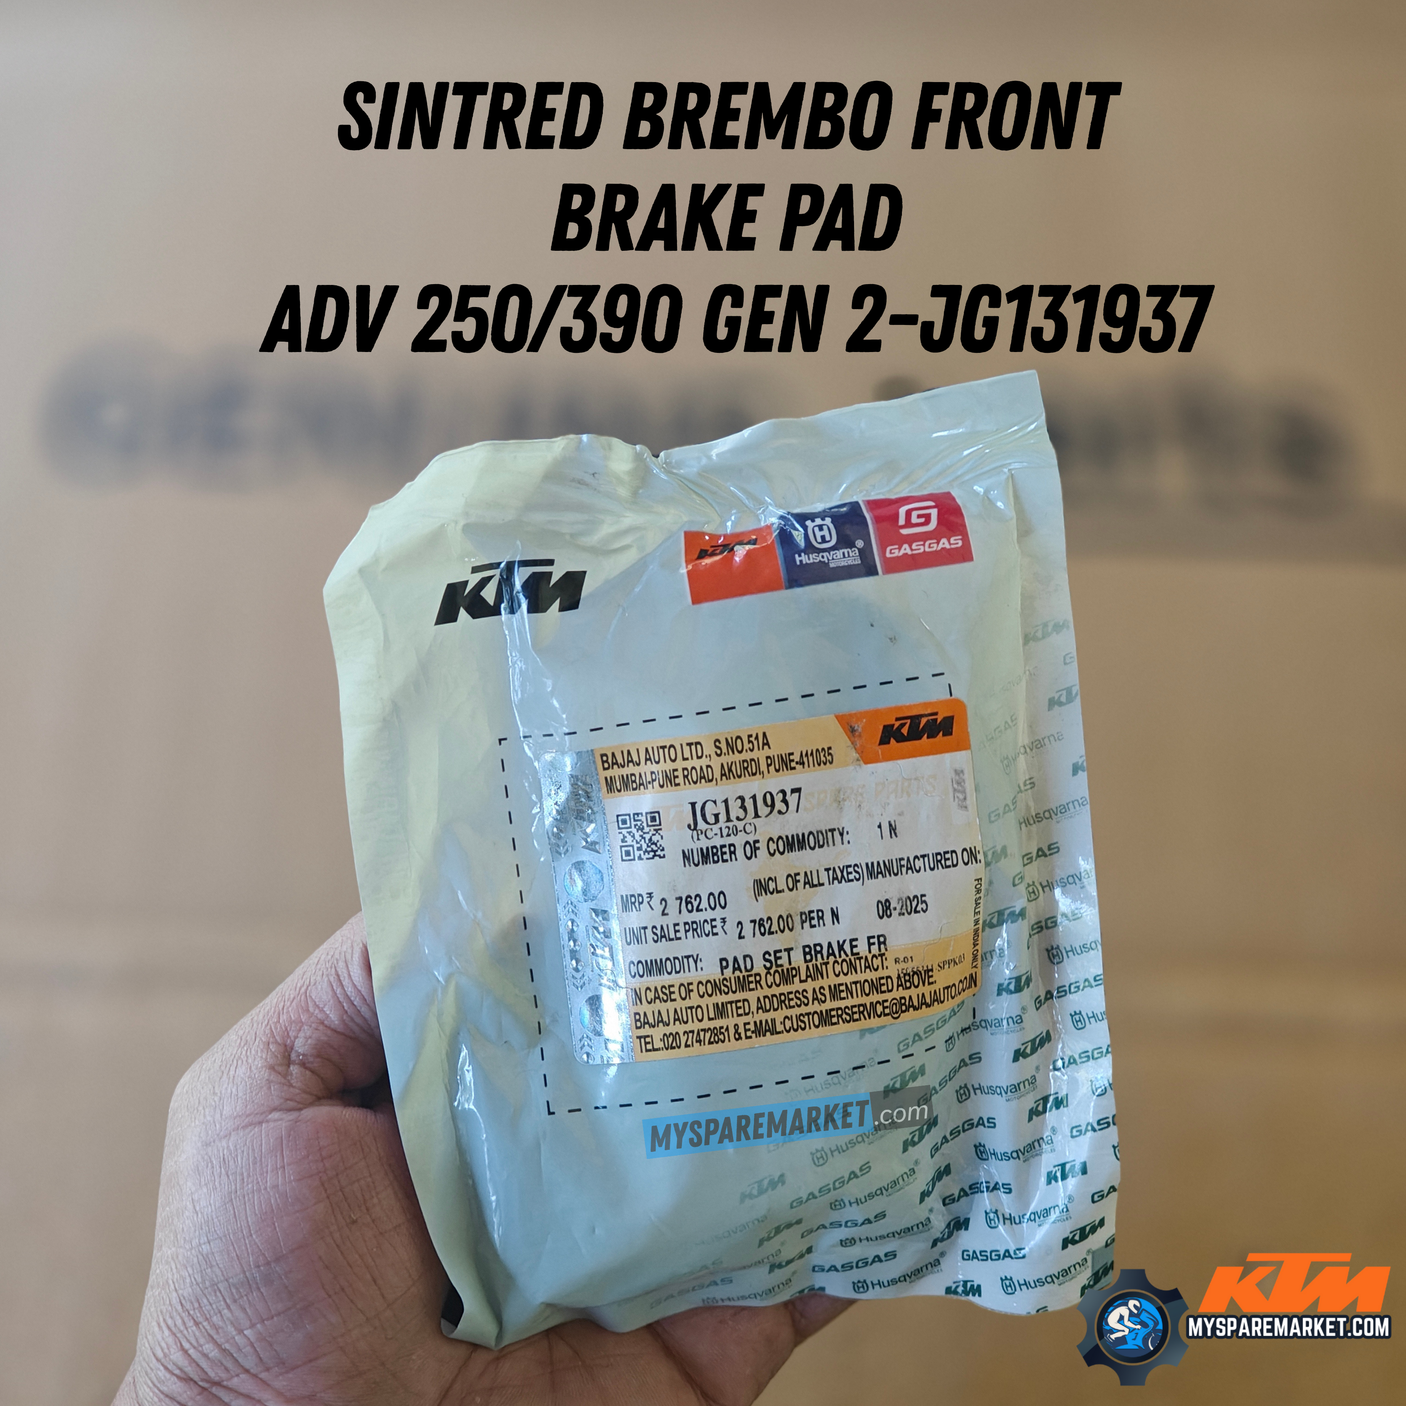 SINTRED BREMBO FRONT
BRAKE PAD
ADV 250/390 GEN 2-JG131937
KTM
KTM Husqvarna MOTORCYCLES GASGAS
KTM
BAJAJ AUTO LTD., S.NO.51A
MUMBAI-PUNE ROAD, AKURDI, PUNE-411035
SPARE PARTS
JG131937
(PC-120-C)
NUMBER OF COMMODITY: 1 N
MRP₹ 2 762.00 (INCL. OF ALL TAXES) MANUFACTURED ON:
UNIT SALE PRICE₹ 2 762.00 PER N 08-2025
COMMODITY: PAD SET BRAKE FR
R-01
IN CASE OF CONSUMER COMPLAINT CONTACT:
BAJAJ AUTO LIMITED, ADDRESS AS MENTIONED ABOVE.
TEL.:020 27472851 & E-MAIL:CUSTOMERSERVICE@BAJAJAUTO.CO.IN
FOR SALE IN INDIA ONLY
MYSPAREMARKET.com
KTM
MYSPAREMARKET.COM